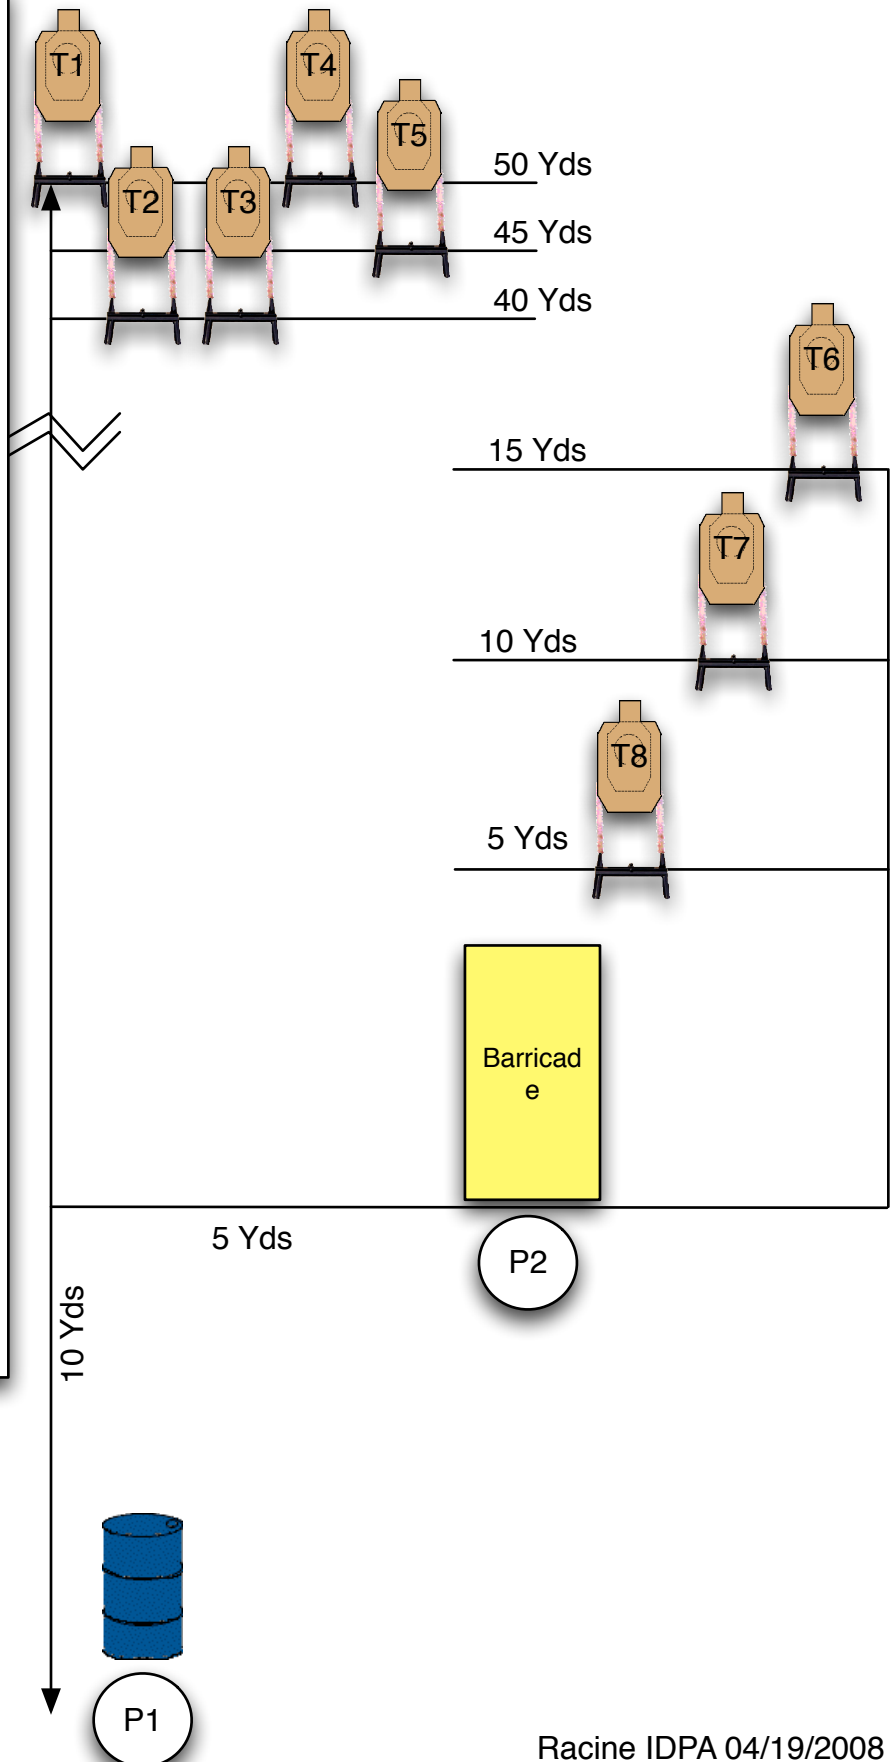 T1
T4
T5
50 Yds
T2
T3
45 Yds
40 Yds
T6
15 Yds
T7
10 Yds
T8
5 Yds
Barricad
e
5 Yds
P2
10 Yds
P1
Racine IDPA 04/19/2008